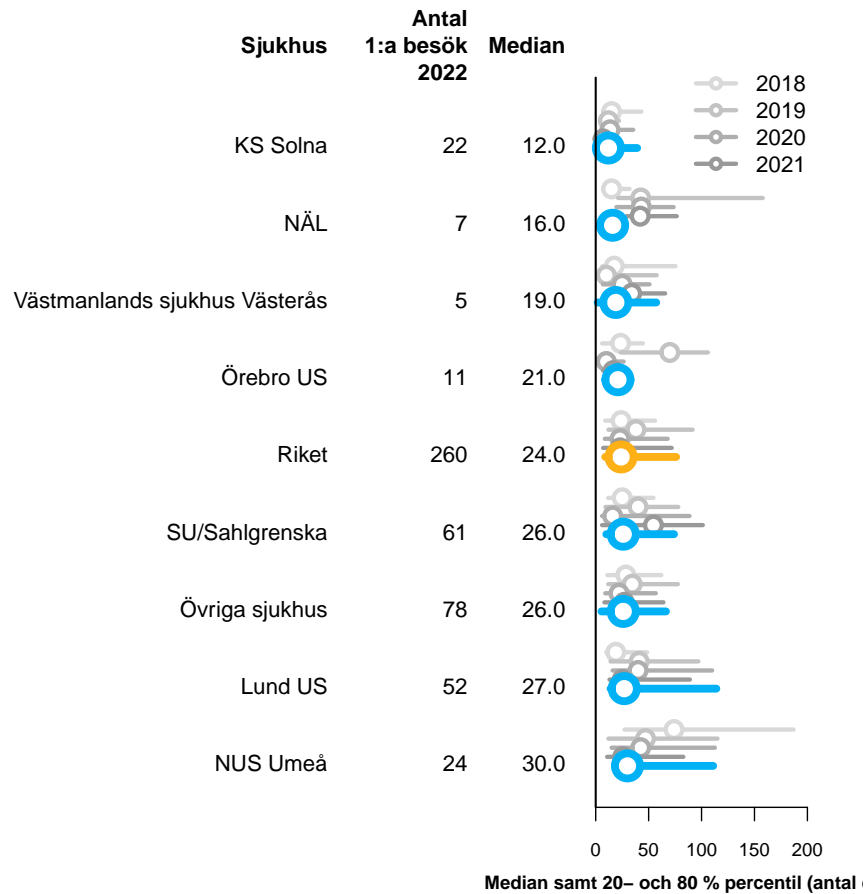 Antal
Sjukhus 1:a besök Median
2022
2018
2019
2020
2021
KS Solna 22 12.0
NÄL 7 16.0
Västmanlands sjukhus Västerås 5 19.0
Örebro US 11 21.0
Riket 260 24.0
SU/Sahlgrenska 61 26.0
Övriga sjukhus 78 26.0
Lund US 52 27.0
NUS Umeå 24 30.0
0 50 100 150 200
Median samt 20– och 80 % percentil (antal